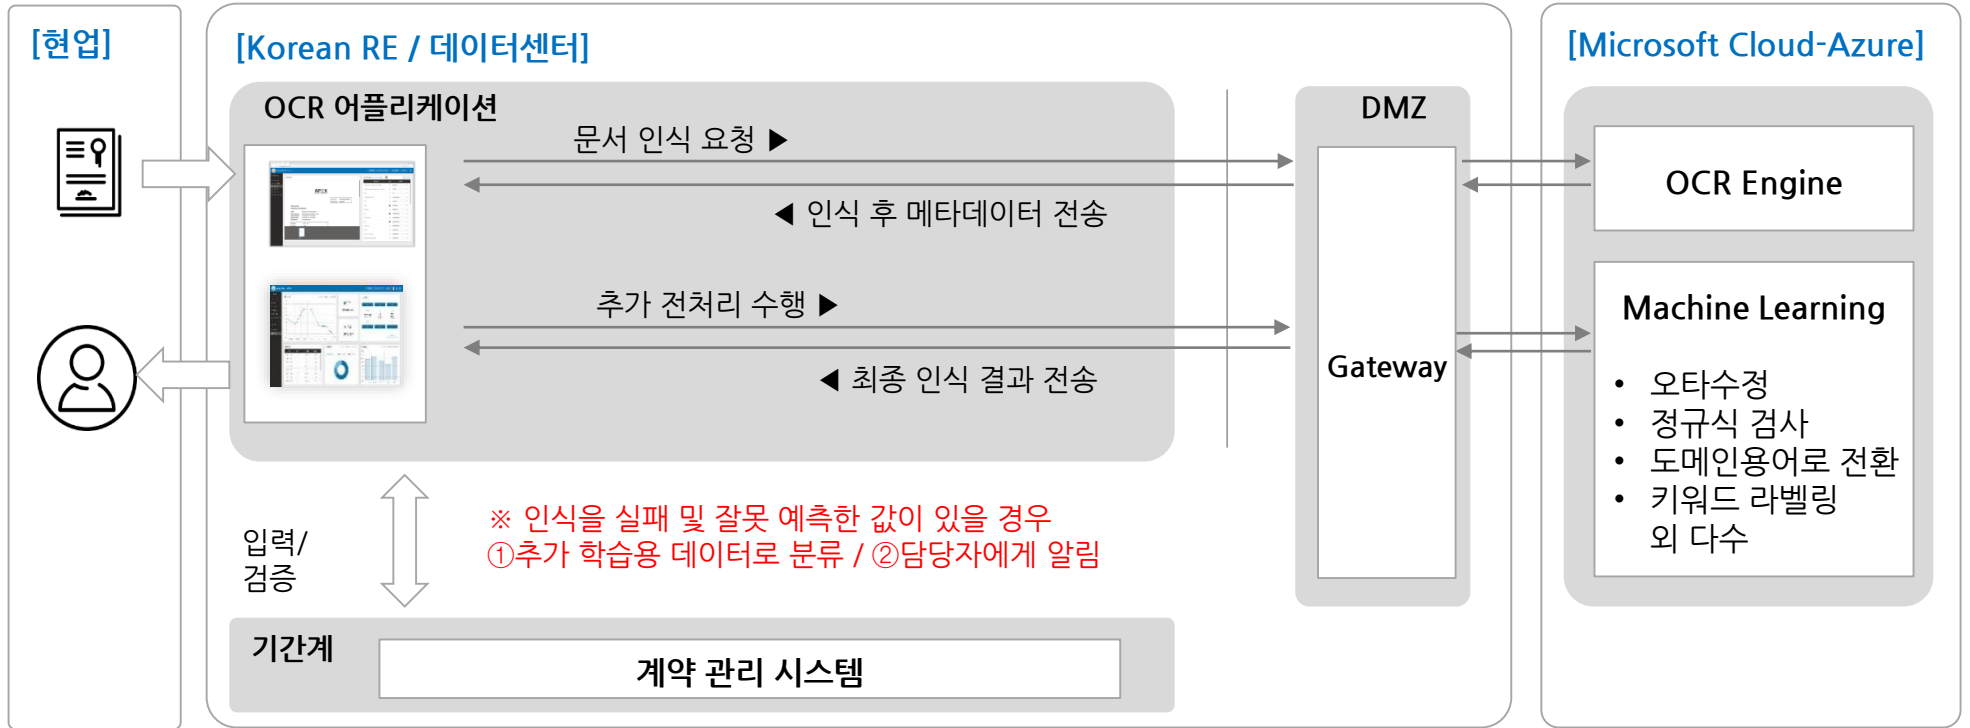 [현업]
[Korean RE / 데이터센터]
[Microsoft Cloud-Azure]
OCR 어플리케이션
DMZ
문서 인식 요청 ▶
◀ 인식 후 메타데이터 전송
OCR Engine
추가 전처리 수행 ▶
◀ 최종 인식 결과 전송
Gateway
Machine Learning
• 오타수정
• 정규식 검사
• 도메인용어로 전환
• 키워드 라벨링
외 다수
입력/
검증
※ 인식을 실패 및 잘못 예측한 값이 있을 경우
①추가 학습용 데이터로 분류 / ②담당자에게 알림
기간계
계약 관리 시스템